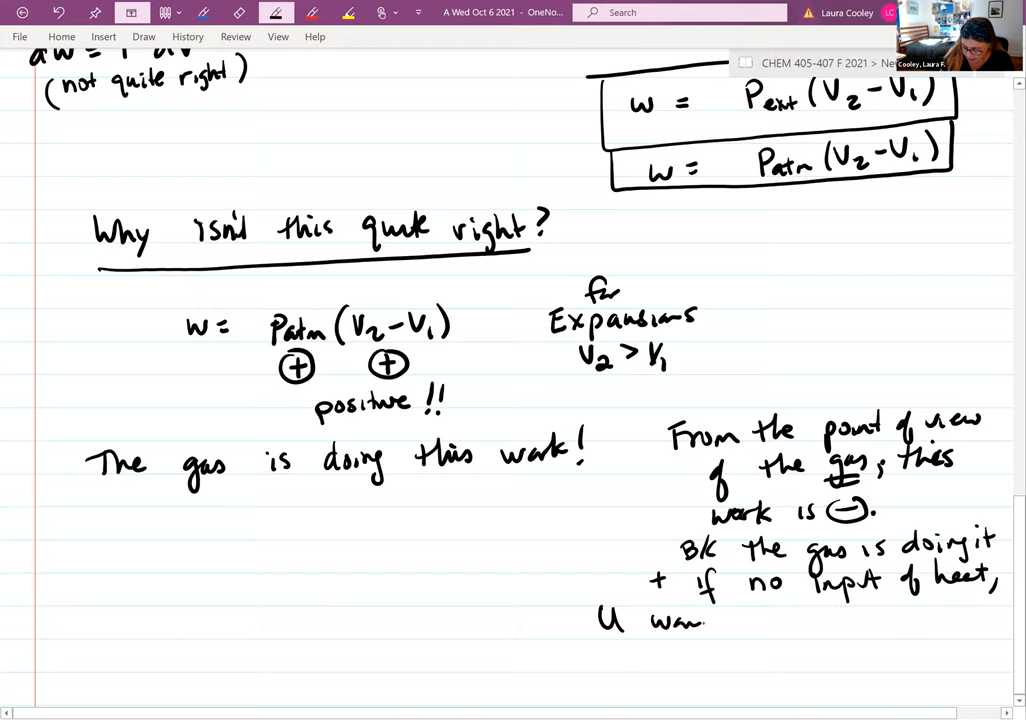 A Wed Oct 6 2021 - OneNo...
Search
Laura Cooley
LC
File Home Insert Draw History Review View Help
Cooley, Laura F.
CHEM 405-407 F 2021 > Ne
(not quite right)
w = Pext (V2-V1)
w = Patm (V2-V1)
Why isn't this quite right?
w = Patm (V2-V1)
+ +
positive !!
for
Expansions
V2 > V1
The gas is doing this work!
From the point of view
of the gas, this
work is -.
B/c the gas is doing it
+ if no input of heat,
U